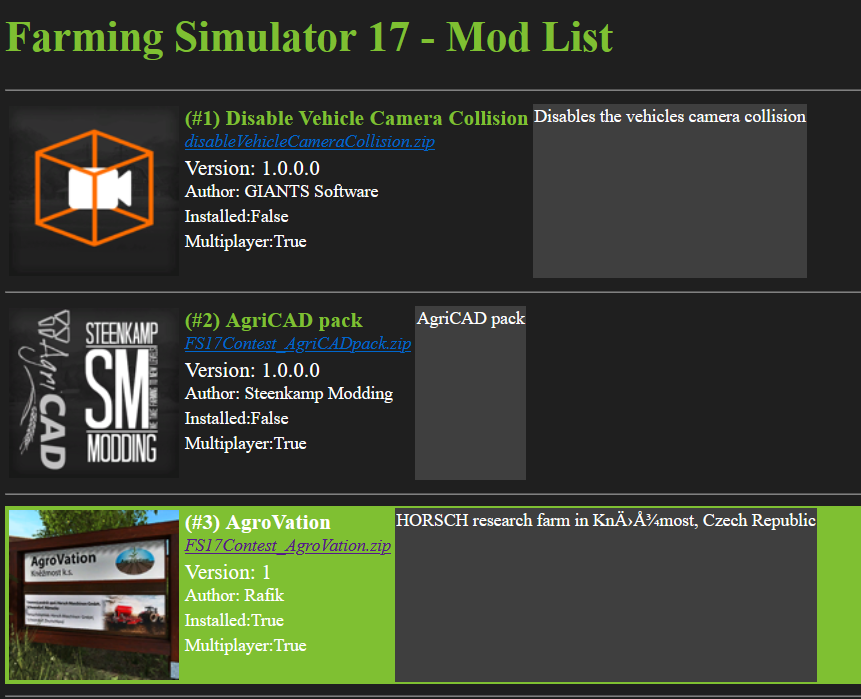 Farming Simulator 17 - Mod List
(#1) Disable Vehicle Camera Collision
disableVehicleCameraCollision.zip
Version: 1.0.0.0
Author: GIANTS Software
Installed:False
Multiplayer:True
Disables the vehicles camera collision
STEENKAMP
SM
MODDING
Agri
CAD
(#2) AgriCAD pack
FS17Contest_AgriCADpack.zip
Version: 1.0.0.0
Author: Steenkamp Modding
Installed:False
Multiplayer:True
AgriCAD pack
AgroVation
Kněžmost k.s.
(#3) AgroVation
FS17Contest_AgroVation.zip
Version: 1
Author: Rafik
Installed:True
Multiplayer:True
HORSCH research farm in KnÄ›Å¾most, Czech Republic